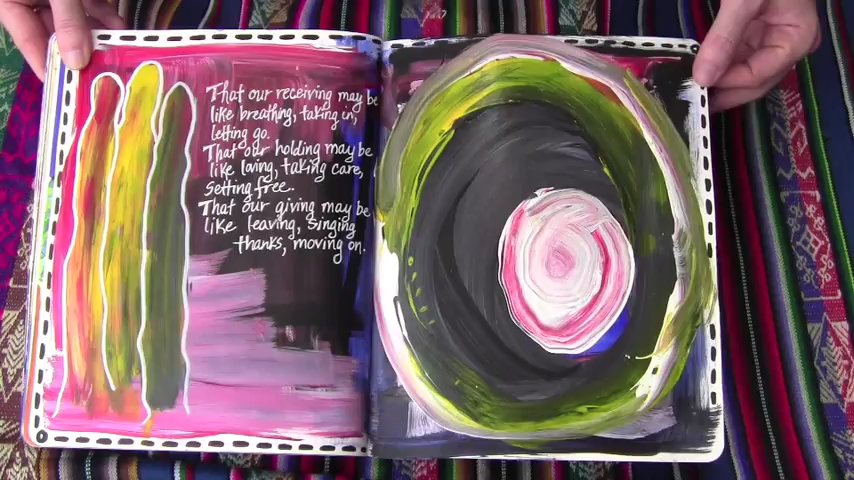 That our receiving may be
like breathing, taking in,
letting go.
That our holding may be
like loving, taking care,
setting free..
That our giving may be
like leaving, singing
thanks, moving on.